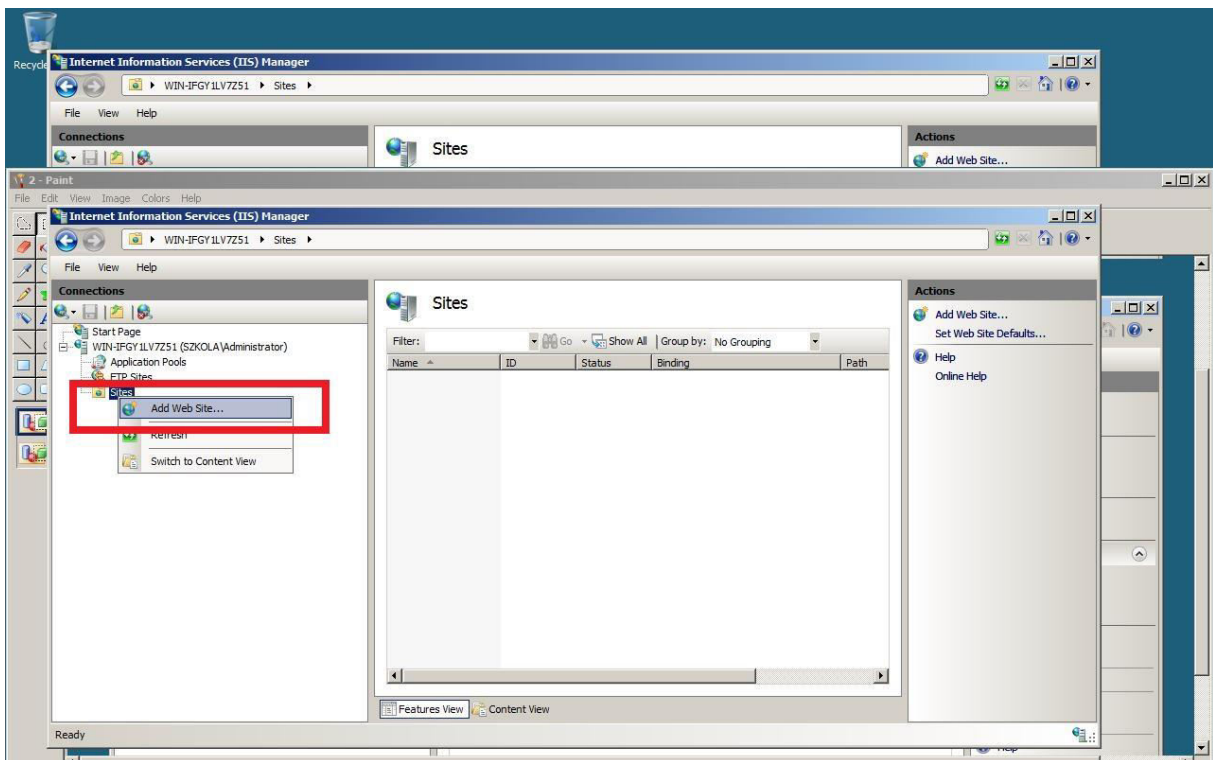 Recycle
Internet Information Services (IIS) Manager
WIN-IFGY1LV7Z51 Sites
File View Help
Connections
Sites
Actions
Add Web Site...
2 - Paint
File Edit View Image Colors Help
Internet Information Services (IIS) Manager
WIN-IFGY1LV7Z51 Sites
File View Help
Connections
Start Page
WIN-IFGY1LV7Z51 (SZKOLA\Administrator)
Application Pools
FTP Sites
Sites
Add Web Site...
Refresh
Switch to Content View
Sites
Filter: Go Show All Group by: No Grouping
Name ID Status Binding Path
Features View Content View
Actions
Add Web Site...
Set Web Site Defaults...
Help
Online Help
Ready
Help